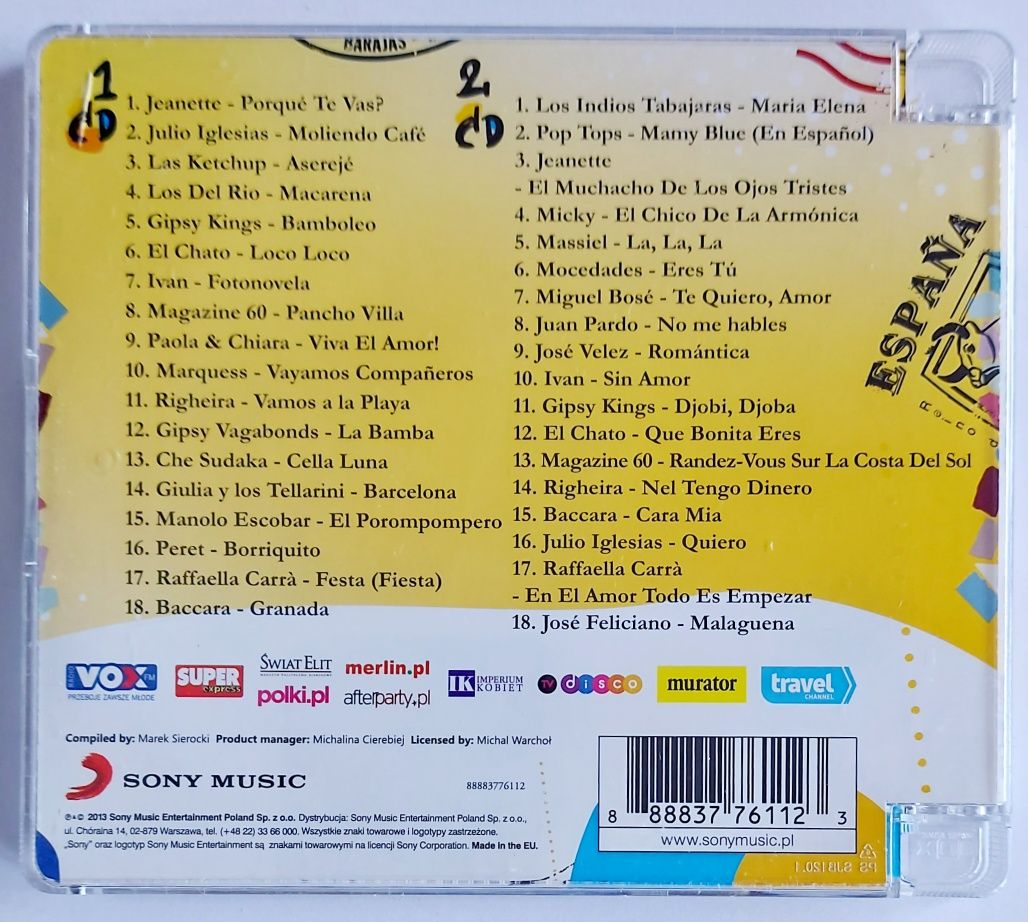 BARAJAS
1
CD
1. Jeanette - Porqué Te Vas?
2. Julio Iglesias - Moliendo Café
3. Las Ketchup - Aserejé
4. Los Del Rio - Macarena
5. Gipsy Kings - Bamboleo
6. El Chato - Loco Loco
7. Ivan - Fotonovela
8. Magazine 60 - Pancho Villa
9. Paola & Chiara - Viva El Amor!
10. Marquess - Vayamos Compañeros
11. Righeira - Vamos a la Playa
12. Gipsy Vagabonds - La Bamba
13. Che Sudaka - Cella Luna
14. Giulia y los Tellarini - Barcelona
15. Manolo Escobar - El Porompompero
16. Peret - Borriquito
17. Raffaella Carrà - Festa (Fiesta)
18. Baccara - Granada
2
CD
1. Los Indios Tabajaras - Maria Elena
2. Pop Tops - Mamy Blue (En Español)
3. Jeanette
- El Muchacho De Los Ojos Tristes
4. Micky - El Chico De La Armónica
5. Massiel - La, La, La
6. Mocedades - Eres Tú
7. Miguel Bosé - Te Quiero, Amor
8. Juan Pardo - No me hables
9. José Velez - Romántica
10. Ivan - Sin Amor
11. Gipsy Kings - Djobi, Djoba
12. El Chato - Que Bonita Eres
13. Magazine 60 - Randez-Vous Sur La Costa Del Sol
14. Righeira - Nel Tengo Dinero
15. Baccara - Cara Mia
16. Julio Iglesias - Quiero
17. Raffaella Carrà
- En El Amor Todo Es Empezar
18. José Feliciano - Malaguena
ESPAÑA
RADIO VOX FM
PRZEBOJE ZAWSZE MŁODE
SUPER express
ŚWIAT ELIT
polki.pl
merlin.pl
afterparty.pl
IK IMPERIUM KOBIET
TV disco
murator
travel CHANNEL
Compiled by: Marek Sierocki Product manager: Michalina Cierebiej Licensed by: Michal Warchoł
SONY MUSIC
88883776112
℗ © 2013 Sony Music Entertainment Poland Sp. z o.o. Dystrybucja: Sony Music Entertainment Poland Sp. z o.o.,
ul. Chóralna 14, 02-879 Warszawa, tel. (+48 22) 33 66 000. Wszystkie znaki towarowe i logotypy zastrzeżone.
„Sony” oraz logotyp Sony Music Entertainment są znakami towarowymi na licencji Sony Corporation. Made in the EU.
8 88837 76112 3
www.sonymusic.pl
PS SJB120.1